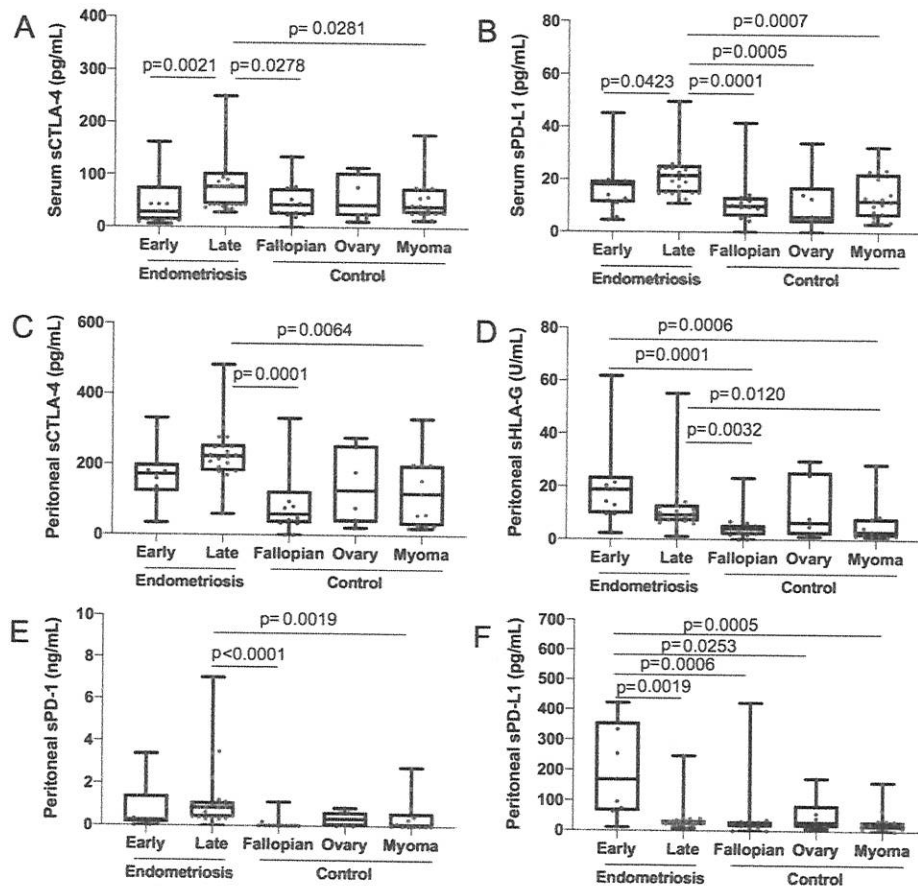 A
Serum sCTLA-4 (pg/mL)
400
300
200
100
0
p= 0.0281
p=0.0021
p=0.0278
Early
Late
Fallopian
Ovary
Myoma
Endometriosis
Control
B
Serum sPD-L1 (pg/mL)
80
60
40
20
0
p=0.0007
p=0.0005
p=0.0423
p=0.0001
Early
Late
Fallopian
Ovary
Myoma
Endometriosis
Control
C
Peritoneal sCTLA-4 (pg/mL)
600
400
200
0
p=0.0064
p=0.0001
Early
Late
Fallopian
Ovary
Myoma
Endometriosis
Control
D
Peritoneal sHLA-G (U/mL)
80
60
40
20
0
p=0.0006
p=0.0001
p=0.0120
p=0.0032
Early
Late
Fallopian
Ovary
Myoma
Endometriosis
Control
E
Peritoneal sPD-1 (ng/mL)
10
8
6
4
2
0
p=0.0019
p<0.0001
Early
Late
Fallopian
Ovary
Myoma
Endometriosis
Control
F
Peritoneal sPD-L1 (pg/mL)
700
600
500
400
300
200
100
0
p=0.0005
p=0.0253
p=0.0006
p=0.0019
Early
Late
Fallopian
Ovary
Myoma
Endometriosis
Control